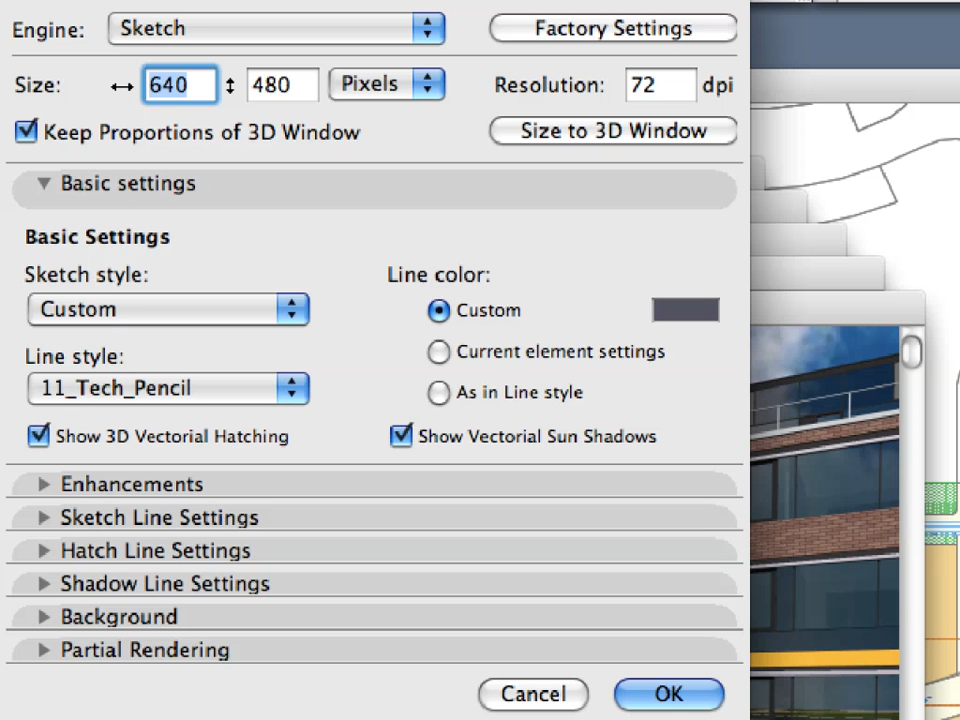 Engine: Sketch Factory Settings
Size: 640 480 Pixels Resolution: 72 dpi
Keep Proportions of 3D Window Size to 3D Window
Basic settings
Basic Settings
Sketch style: Line color:
Custom Custom
Line style: Current element settings
11_Tech_Pencil As in Line style
Show 3D Vectorial Hatching Show Vectorial Sun Shadows
Enhancements
Sketch Line Settings
Hatch Line Settings
Shadow Line Settings
Background
Partial Rendering
Cancel OK